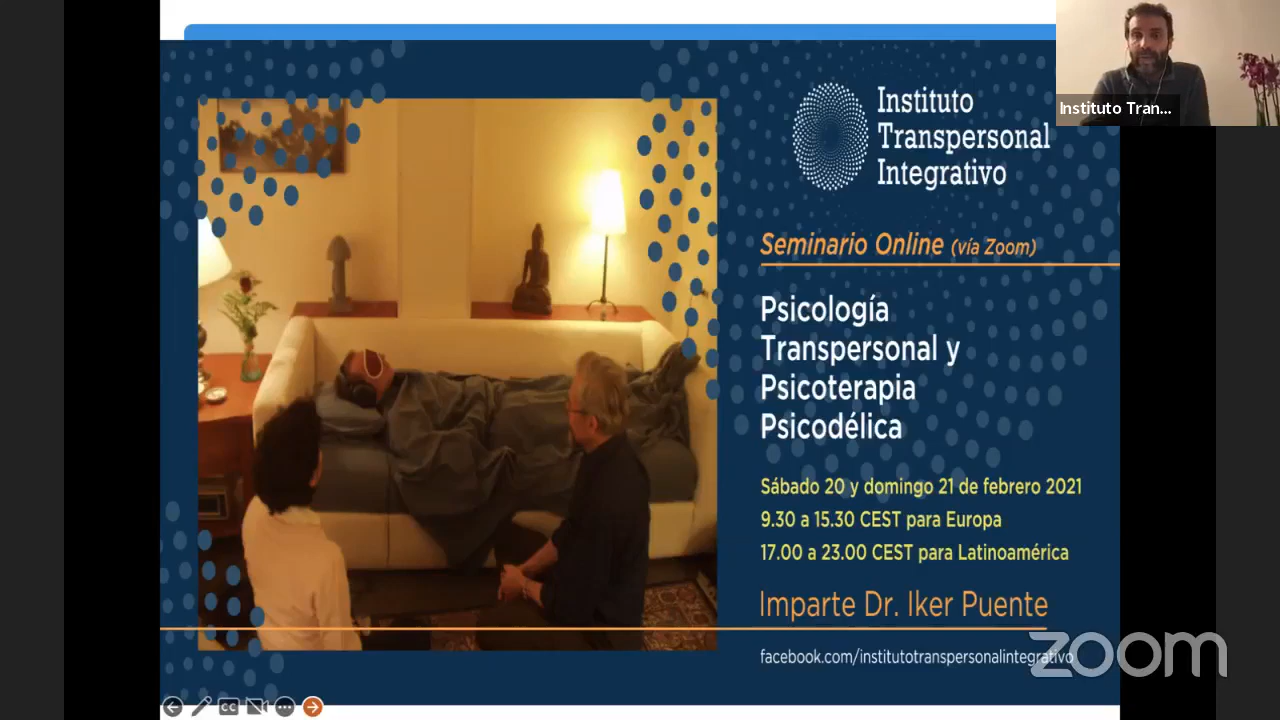 Instituto
Transpersonal
Integrativo
Instituto Tran...
Seminario Online (vía Zoom)
Psicología
Transpersonal y
Psicoterapia
Psicodélica
Sábado 20 y domingo 21 de febrero 2021
9.30 a 15.30 CEST para Europa
17.00 a 23.00 CEST para Latinoamérica
Imparte Dr. Iker Puente
facebook.com/institutotranspersonalintegrativo
zoom
CC